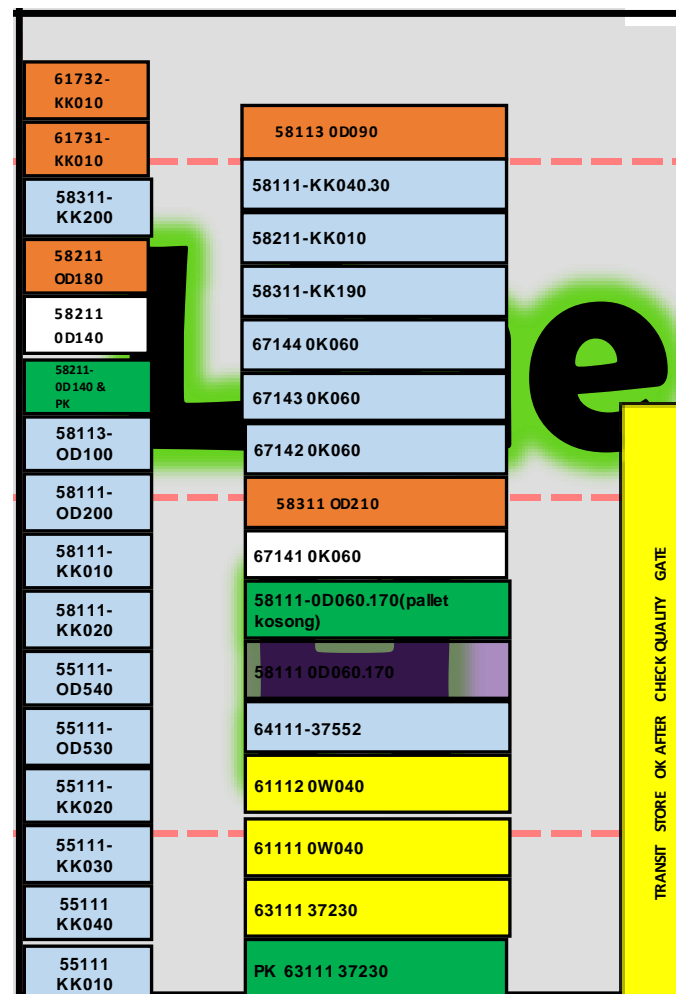 61732-
KK010
61731-
KK010
58311-
KK200
58211
OD180
58211
0D140
58211-
0D140 &
PK
58113-
OD100
58111-
OD200
58111-
KK010
58111-
KK020
55111-
OD540
55111-
OD530
55111-
KK020
55111-
KK030
55111
KK040
55111
KK010
58113 0D090
58111-KK040.30
58211-KK010
58311-KK190
67144 0K060
67143 0K060
67142 0K060
58311 OD210
67141 0K060
58111-0D060.170(pallet
kosong)
58111 0D060.170
64111-37552
61112 0W040
61111 0W040
63111 37230
PK 63111 37230
TRANSIT STORE OK AFTER CHECK QUALITY GATE